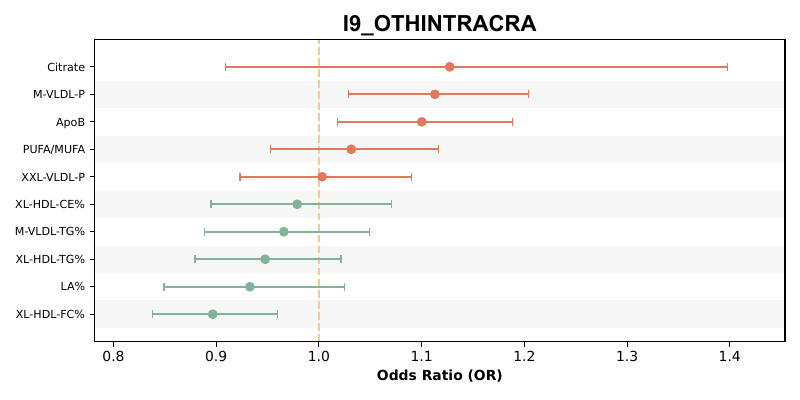 I9_OTHINTRACRA
Citrate
M-VLDL-P
ApoB
PUFA/MUFA
XXL-VLDL-P
XL-HDL-CE%
M-VLDL-TG%
XL-HDL-TG%
LA%
XL-HDL-FC%
0.8 0.9 1.0 1.1 1.2 1.3 1.4
Odds Ratio (OR)